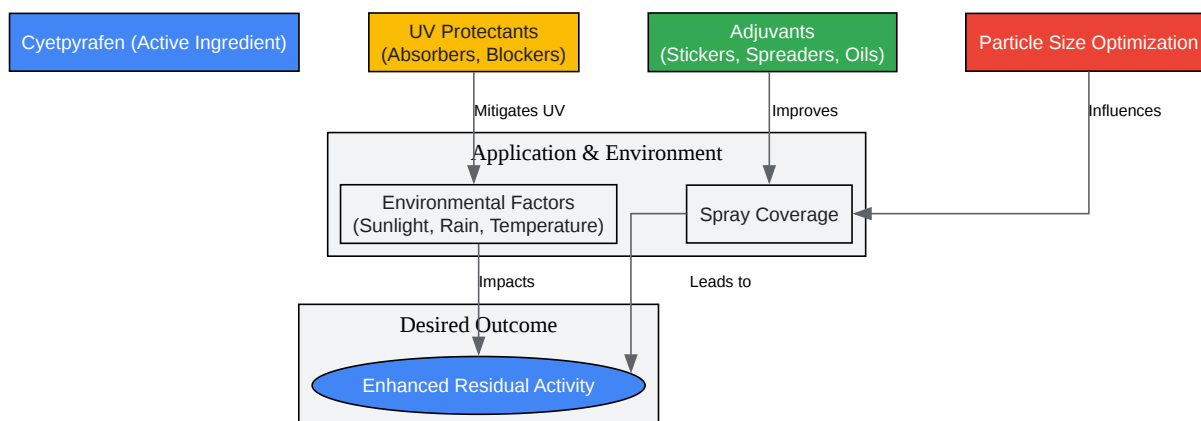 Cyetpyrafen (Active Ingredient)
UV Protectants
(Absorbers, Blockers)
Adjuvants
(Stickers, Spreaders, Oils)
Particle Size Optimization
Mitigates UV
Improves
Influences
Application & Environment
Environmental Factors
(Sunlight, Rain, Temperature)
Spray Coverage
Impacts
Leads to
Desired Outcome
Enhanced Residual Activity